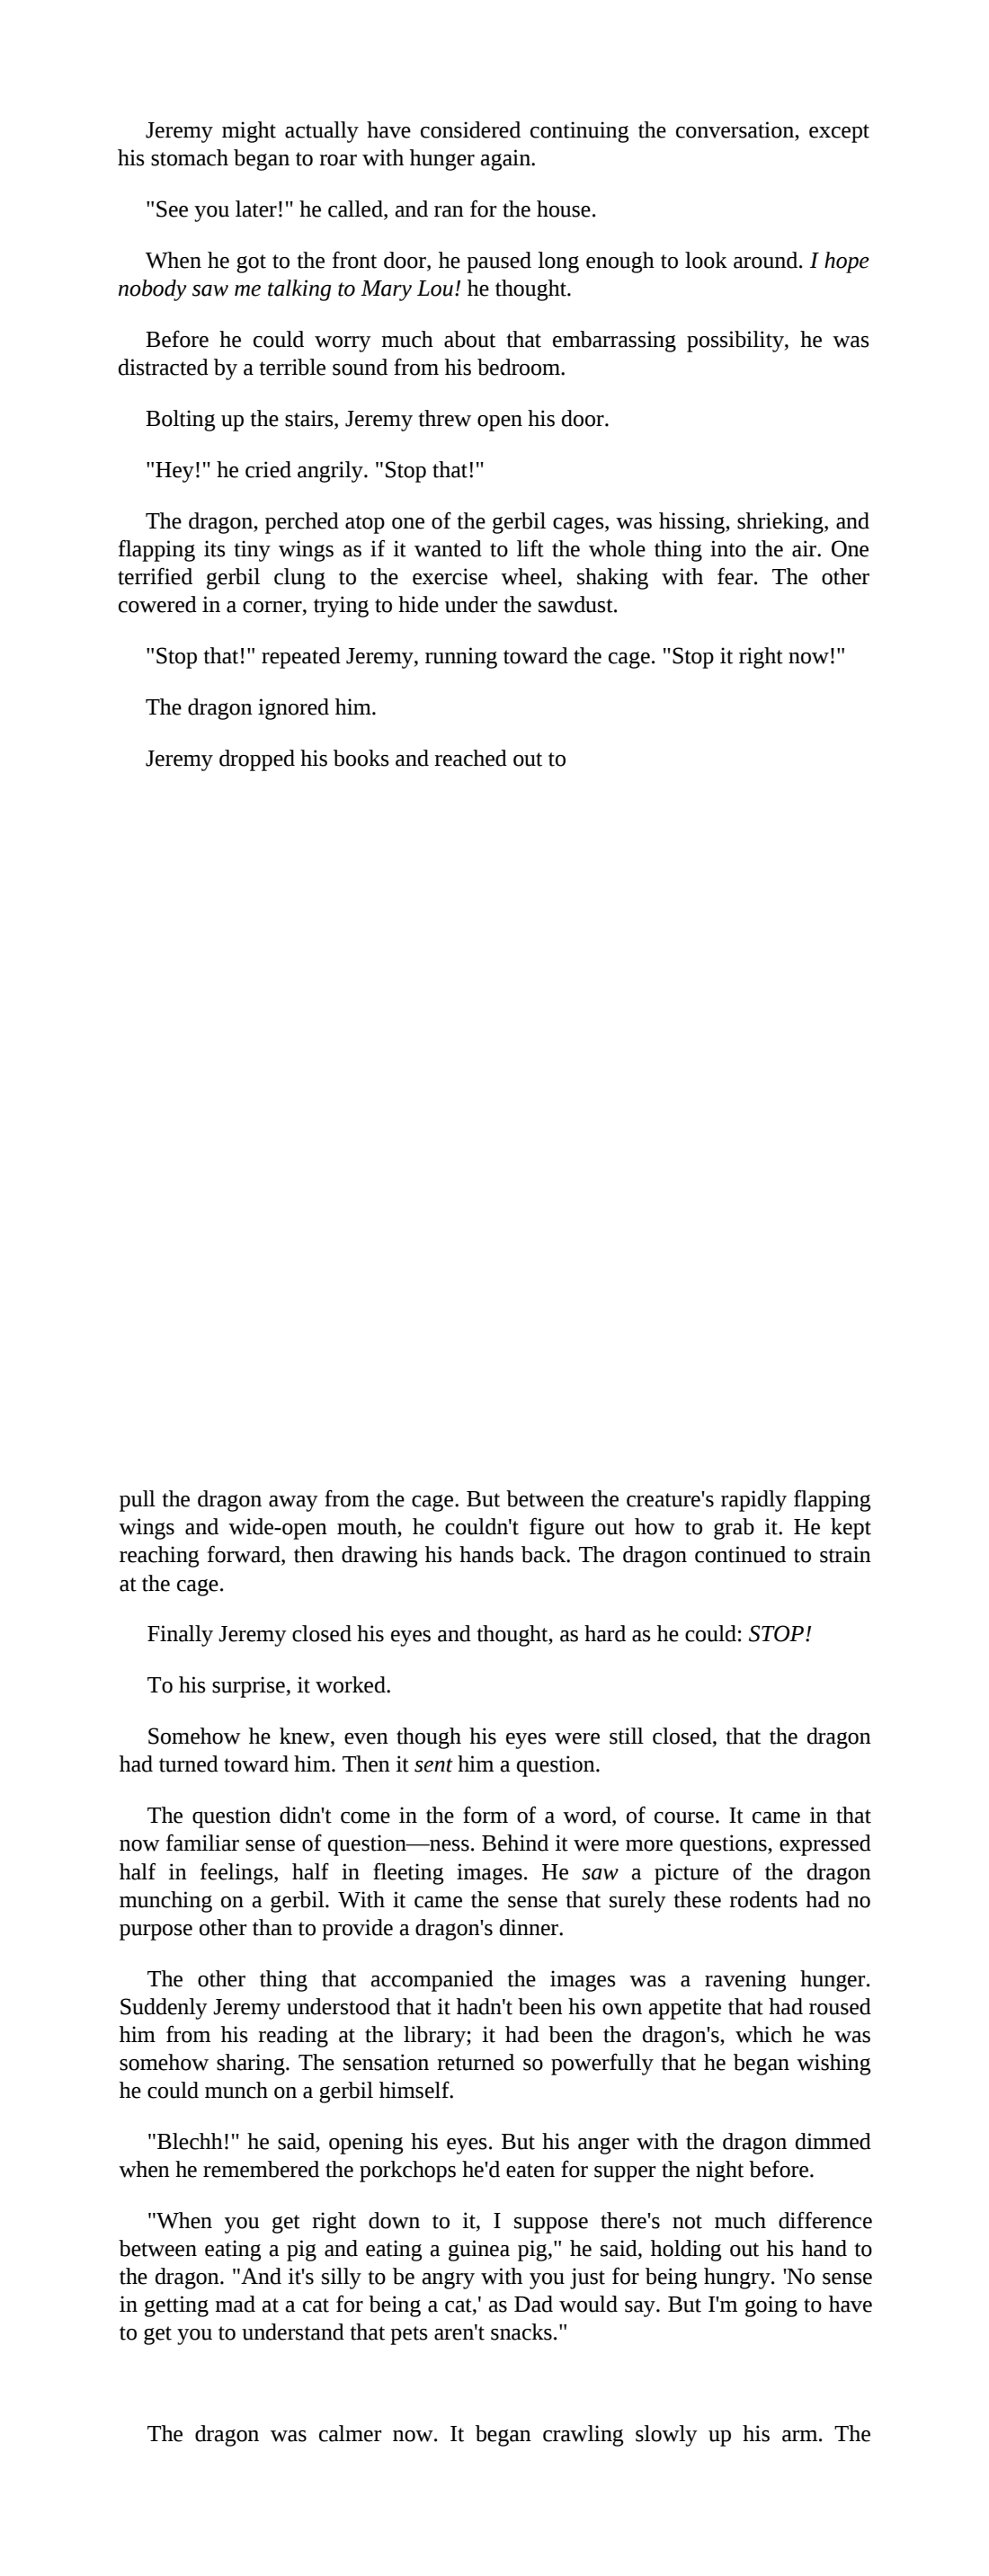 Jeremy might actually have considered continuing the conversation, except
his stomach began to roar with hunger again.
"See you later!" he called, and ran for the house.
When he got to the front door, he paused long enough to look around. I hope
nobody saw me talking to Mary Lou! he thought.
Before he could worry much about that embarrassing possibility, he was
distracted by a terrible sound from his bedroom.
Bolting up the stairs, Jeremy threw open his door.
"Hey!" he cried angrily. "Stop that!"
The dragon, perched atop one of the gerbil cages, was hissing, shrieking, and
flapping its tiny wings as if it wanted to lift the whole thing into the air. One
terrified gerbil clung to the exercise wheel, shaking with fear. The other
cowered in a corner, trying to hide under the sawdust.
"Stop that!" repeated Jeremy, running toward the cage. "Stop it right now!"
The dragon ignored him.
Jeremy dropped his books and reached out to
pull the dragon away from the cage. But between the creature's rapidly flapping
wings and wide-open mouth, he couldn't figure out how to grab it. He kept
reaching forward, then drawing his hands back. The dragon continued to strain
at the cage.
Finally Jeremy closed his eyes and thought, as hard as he could: STOP!
To his surprise, it worked.
Somehow he knew, even though his eyes were still closed, that the dragon
had turned toward him. Then it sent him a question.
The question didn't come in the form of a word, of course. It came in that
now familiar sense of question—ness. Behind it were more questions, expressed
half in feelings, half in fleeting images. He saw a picture of the dragon
munching on a gerbil. With it came the sense that surely these rodents had no
purpose other than to provide a dragon's dinner.
The other thing that accompanied the images was a ravening hunger.
Suddenly Jeremy understood that it hadn't been his own appetite that had roused
him from his reading at the library; it had been the dragon's, which he was
somehow sharing. The sensation returned so powerfully that he began wishing
he could munch on a gerbil himself.
"Blechh!" he said, opening his eyes. But his anger with the dragon dimmed
when he remembered the porkchops he'd eaten for supper the night before.
"When you get right down to it, I suppose there's not much difference
between eating a pig and eating a guinea pig," he said, holding out his hand to
the dragon. "And it's silly to be angry with you just for being hungry. 'No sense
in getting mad at a cat for being a cat,' as Dad would say. But I'm going to have
to get you to understand that pets aren't snacks."
The dragon was calmer now. It began crawling slowly up his arm. The